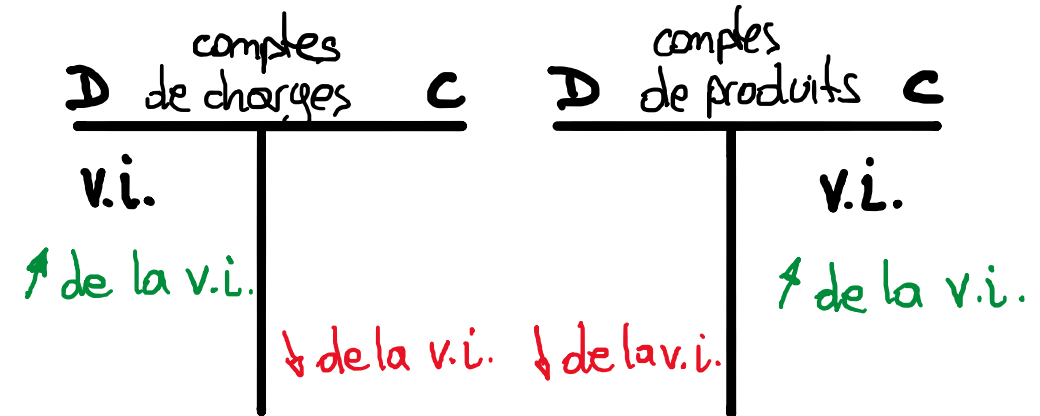 comptes
D de charges C
v.i.
↗ de la v.i.
↘ de la v.i.
comptes
D de produits C
v.i.
↗ de la v.i.
↘ de la v.i.